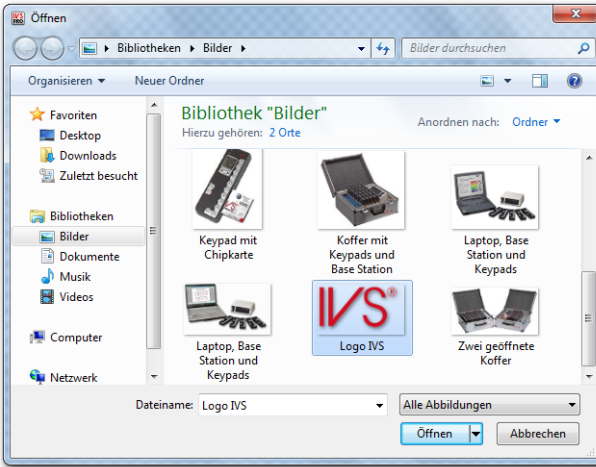 IVS
PRO
Öffnen
Bibliotheken
Bilder
Bilder durchsuchen
Organisieren
Neuer Ordner
Favoriten
Desktop
Downloads
Zuletzt besucht
Bibliotheken
Bilder
Dokumente
Musik
Videos
Computer
Netzwerk
Bibliothek "Bilder"
Hierzu gehören: 2 Orte
Anordnen nach: Ordner
Keypad mit
Chipkarte
Koffer mit
Keypads und
Base Station
Laptop, Base
Station und
Keypads
Laptop, Base
Station und
Keypads
IVS®
Logo IVS
Zwei geöffnete
Koffer
Dateiname: Logo IVS
Alle Abbildungen
Öffnen
Abbrechen